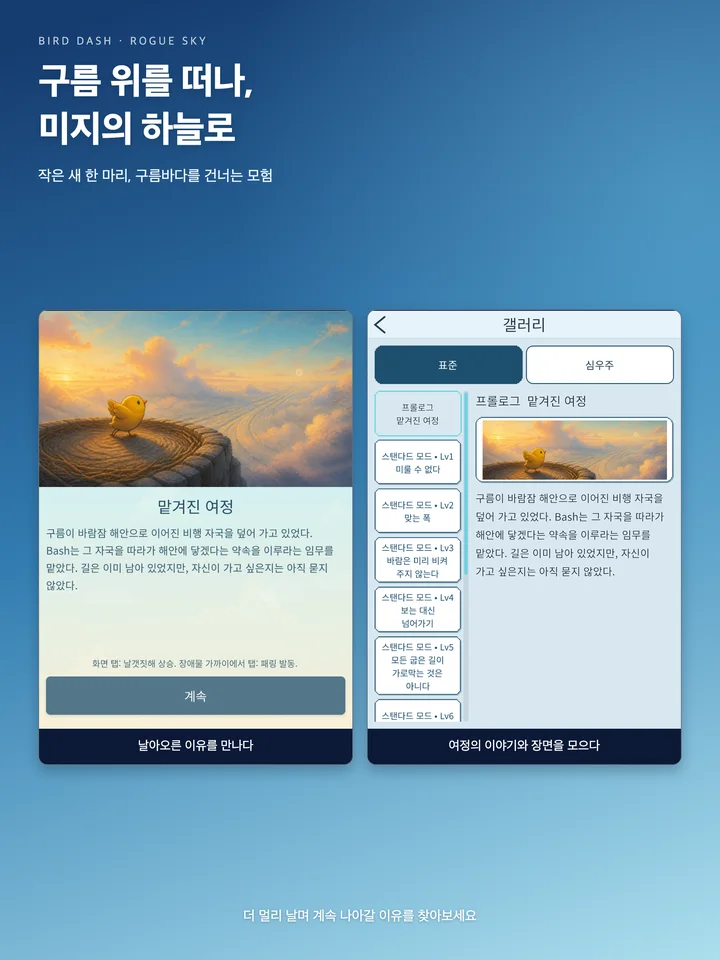 BIRD DASH · ROGUE SKY
구름 위를 떠나,
미지의 하늘로
작은 새 한 마리, 구름바다를 건너는 모험
맡겨진 여정
구름이 바람잠 해안으로 이어진 비행 자국을 덮어 가고 있었다.
Bash는 그 자국을 따라가 해안에 닿겠다는 약속을 이루라는 임무를
맡았다. 길은 이미 남아 있었지만, 자신이 가고 싶은지는 아직 묻지
않았다.
화면 탭: 날갯짓해 상승. 장애물 가까이에서 탭: 패링 발동.
계속
날아오른 이유를 만나다
갤러리
표준
심우주
프롤로그
맡겨진 여정
스탠다드 모드 • Lv1
미룰 수 없다
스탠다드 모드 • Lv2
맞는 폭
스탠다드 모드 • Lv3
바람은 미리 비켜
주지 않는다
스탠다드 모드 • Lv4
보는 대신
넘어가기
스탠다드 모드 • Lv5
모든 굽은 길이
가로막는 것은
아니다
스탠다드 모드 • Lv6
프롤로그 맡겨진 여정
구름이 바람잠 해안으로 이어진 비행 자국을
덮어 가고 있었다. Bash는 그 자국을 따라가
해안에 닿겠다는 약속을 이루라는 임무를
맡았다. 길은 이미 남아 있었지만, 자신이
가고 싶은지는 아직 묻지 않았다.
여정의 이야기와 장면을 모으다
더 멀리 날며 계속 나아갈 이유를 찾아보세요